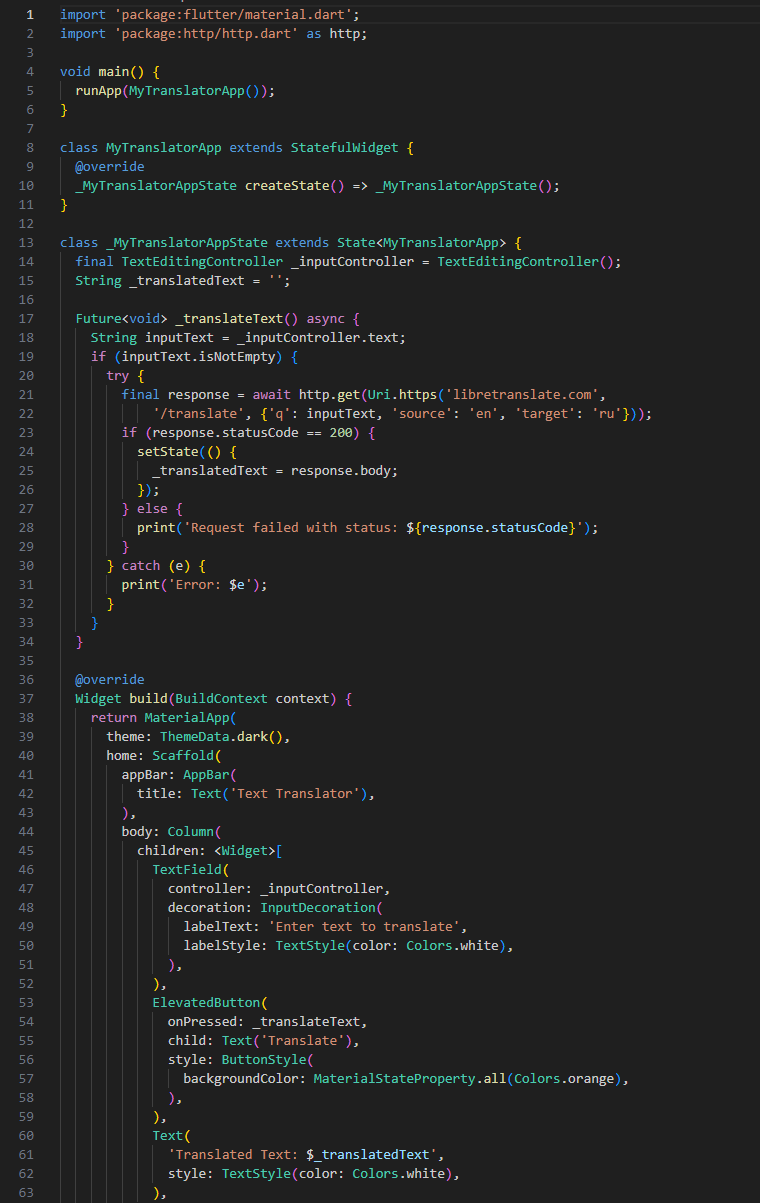 1 import 'package:flutter/material.dart';
2 import 'package:http/http.dart' as http;
3
4 void main() {
5   runApp(MyTranslatorApp());
6 }
7
8 class MyTranslatorApp extends StatefulWidget {
9   @override
10   _MyTranslatorAppState createState() => _MyTranslatorAppState();
11 }
12
13 class _MyTranslatorAppState extends State<MyTranslatorApp> {
14   final TextEditingController _inputController = TextEditingController();
15   String _translatedText = '';
16
17   Future<void> _translateText() async {
18     String inputText = _inputController.text;
19     if (inputText.isNotEmpty) {
20       try {
21         final response = await http.get(Uri.https('libretranslate.com',
22             '/translate', {'q': inputText, 'source': 'en', 'target': 'ru'}));
23         if (response.statusCode == 200) {
24           setState(() {
25             _translatedText = response.body;
26           });
27         } else {
28           print('Request failed with status: ${response.statusCode}');
29         }
30       } catch (e) {
31         print('Error: $e');
32       }
33     }
34   }
35
36   @override
37   Widget build(BuildContext context) {
38     return MaterialApp(
39       theme: ThemeData.dark(),
40       home: Scaffold(
41         appBar: AppBar(
42           title: Text('Text Translator'),
43         ),
44         body: Column(
45           children: <Widget>[
46             TextField(
47               controller: _inputController,
48               decoration: InputDecoration(
49                 labelText: 'Enter text to translate',
50                 labelStyle: TextStyle(color: Colors.white),
51               ),
52             ),
53             ElevatedButton(
54               onPressed: _translateText,
55               child: Text('Translate'),
56               style: ButtonStyle(
57                 backgroundColor: MaterialStateProperty.all(Colors.orange),
58               ),
59             ),
60             Text(
61               'Translated Text: $_translatedText',
62               style: TextStyle(color: Colors.white),
63             ),